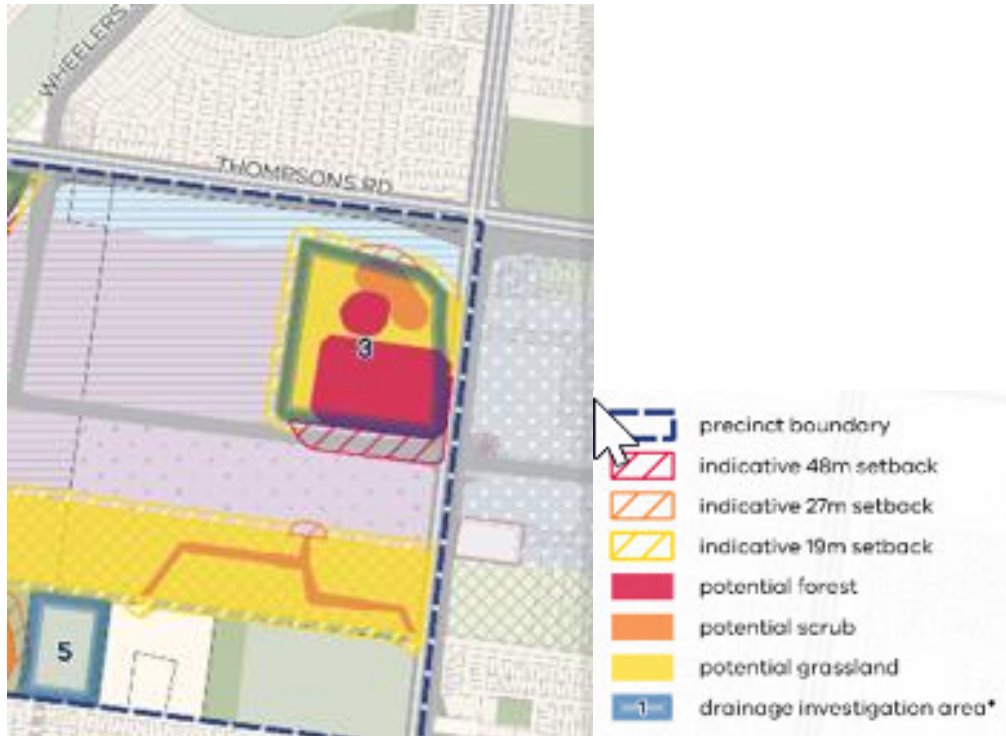 WHEELERS
THOMPSONS RD
3
5
precinct boundary
indicative 48m setback
indicative 27m setback
indicative 19m setback
potential forest
potential scrub
potential grassland
1
drainage investigation area*